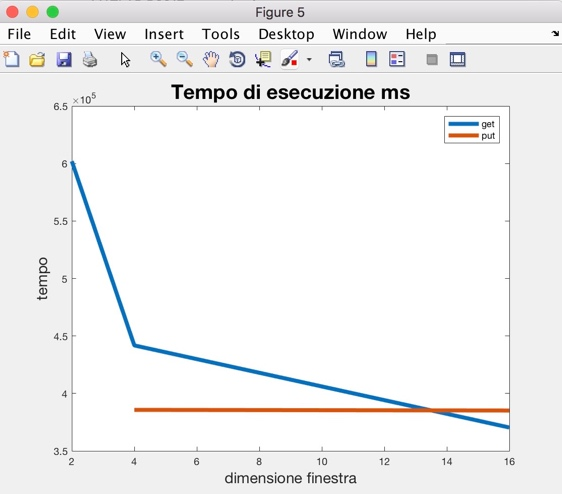 Figure 5
File Edit View Insert Tools Desktop Window Help
Tempo di esecuzione ms
×10⁵
6.5
6
5.5
5
4.5
4
3.5
tempo
get
put
2 4 6 8 10 12 14 16
dimensione finestra